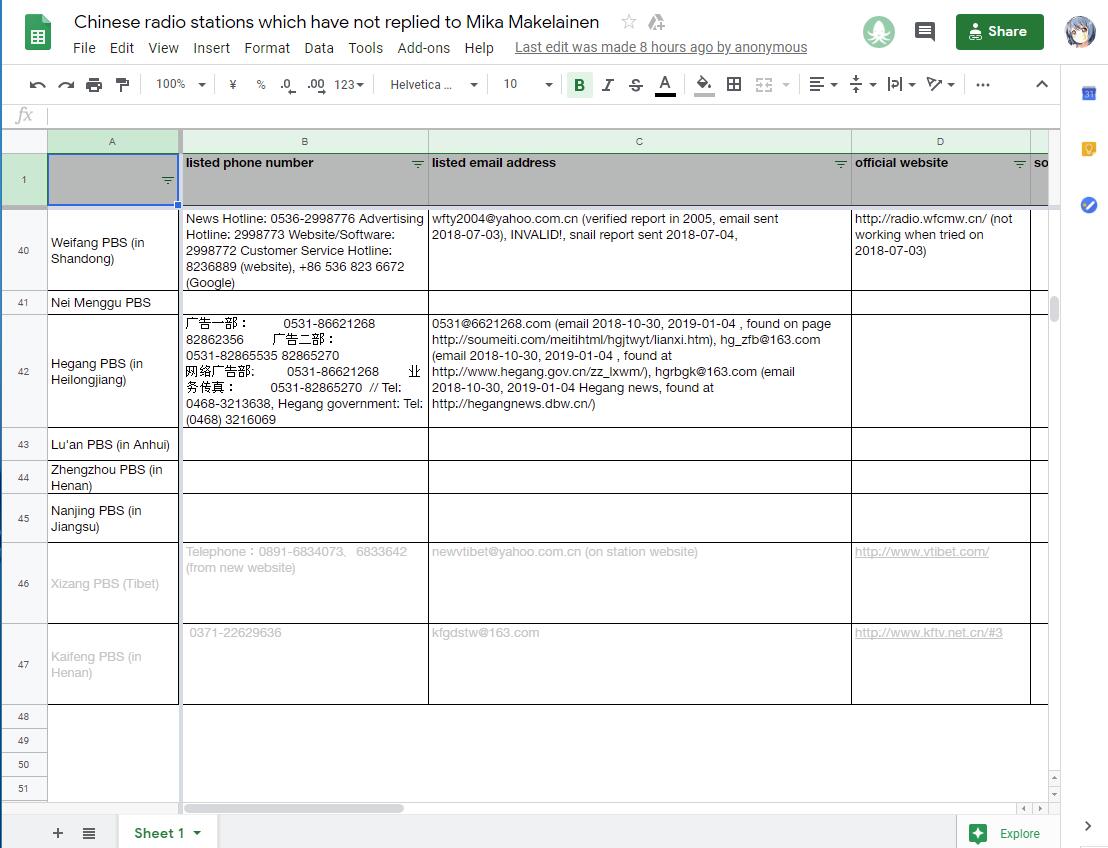 Chinese radio stations which have not replied to Mika Makelainen
File Edit View Insert Format Data Tools Add-ons Help Last edit was made 8 hours ago by anonymous
Share
100% ¥ % .0 .00 123 Helvetica ... 10 B I S A
fx
A B C D
1 listed phone number listed email address official website so
40
Weifang PBS (in
Shandong)
News Hotline: 0536-2998776 Advertising
Hotline: 2998773 Website/Software:
2998772 Customer Service Hotline:
8236889 (website), +86 536 823 6672
(Google)
wfty2004@yahoo.com.cn (verified report in 2005, email sent
2018-07-03), INVALID!, snail report sent 2018-07-04,
http://radio.wfcmw.cn/ (not
working when tried on
2018-07-03)
41
Nei Menggu PBS
42
Hegang PBS (in
Heilongjiang)
广告一部： 0531-86621268
82862356 广告二部：
0531-82865535 82865270
网络广告部: 0531-86621268 业
务传真： 0531-82865270 // Tel:
0468-3213638, Hegang government: Tel:
(0468) 3216069
0531@6621268.com (email 2018-10-30, 2019-01-04 , found on page
http://soumeiti.com/meitihtml/hgjtwyt/lianxi.htm), hg_zfb@163.com
(email 2018-10-30, 2019-01-04 , found at
http://www.hegang.gov.cn/zz_lxwm/), hgrbgk@163.com (email
2018-10-30, 2019-01-04 Hegang news, found at
http://hegangnews.dbw.cn/)
43
Lu'an PBS (in Anhui)
44
Zhengzhou PBS (in
Henan)
45
Nanjing PBS (in
Jiangsu)
46
Xizang PBS (Tibet)
Telephone：0891-6834073、6833642
(from new website)
newvtibet@yahoo.com.cn (on station website)
http://www.vtibet.com/
47
Kaifeng PBS (in
Henan)
0371-22629636
kfgdstw@163.com
http://www.kftv.net.cn/#3
48
49
50
51
Sheet 1
Explore
31